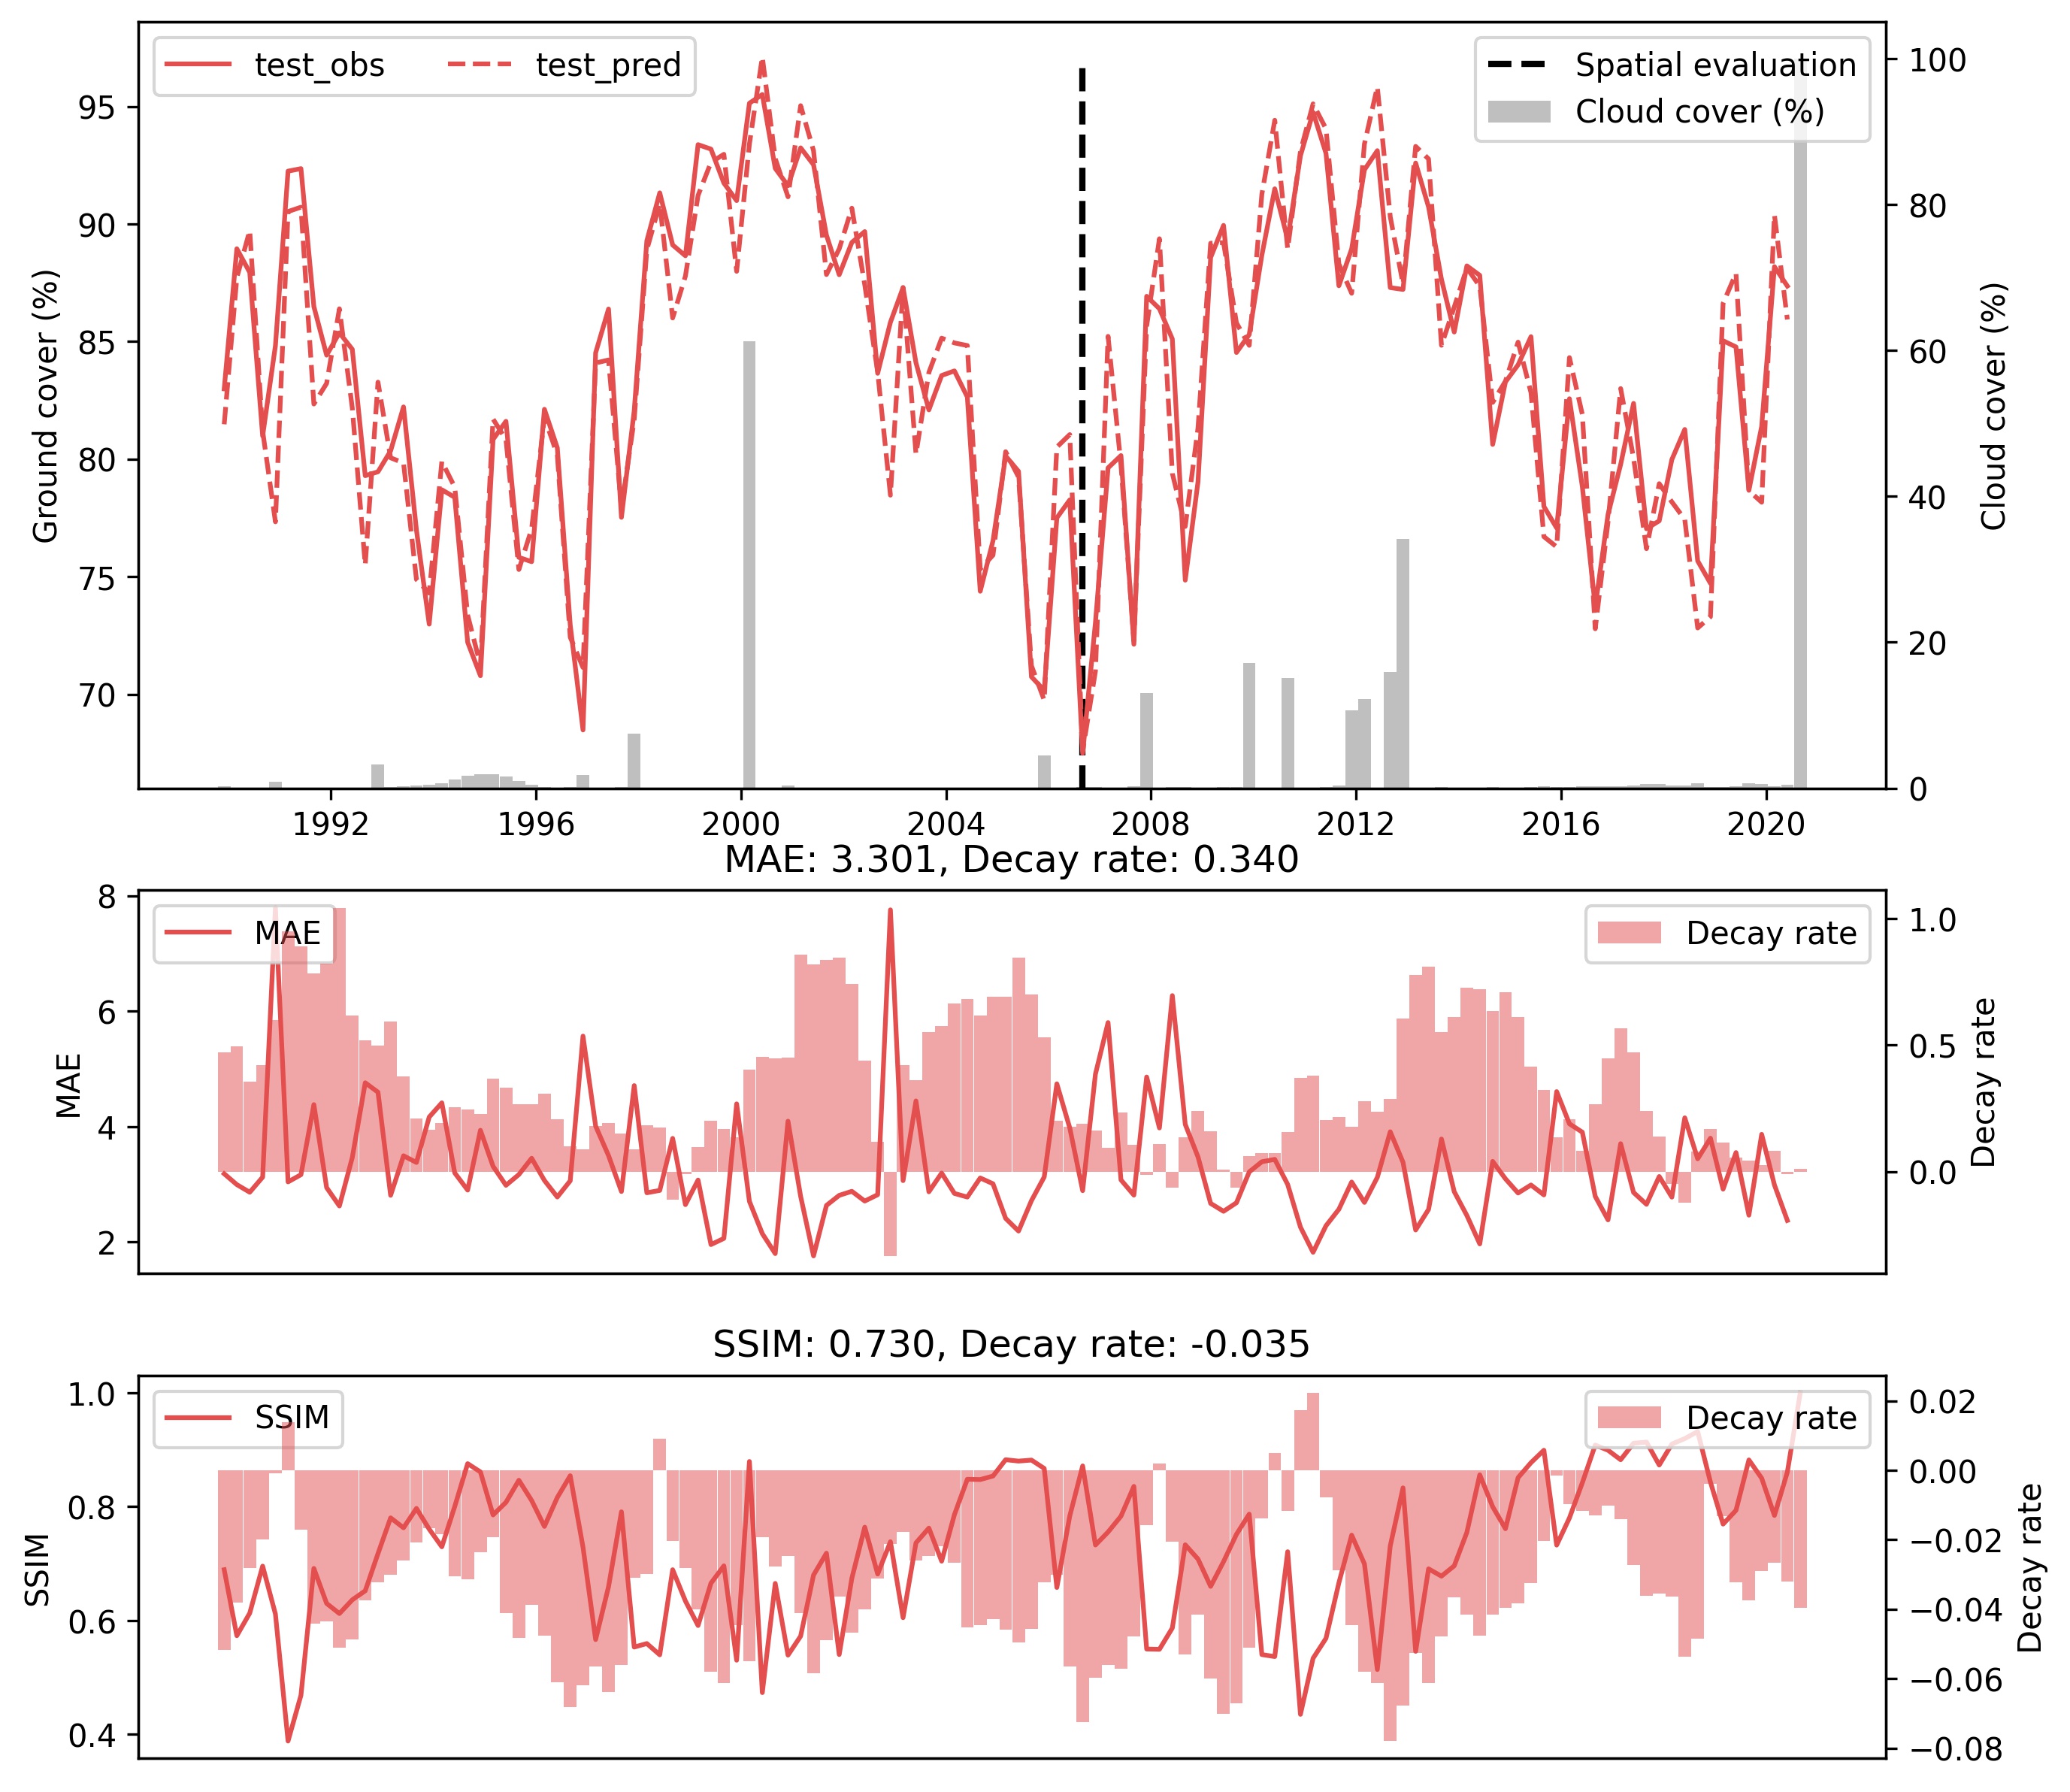 test_obs test_pred
Spatial evaluation
Cloud cover (%)
Ground cover (%)
95
90
85
80
75
70
100
80
60
40
20
0
Cloud cover (%)
1992 1996 2000 2004 2008 2012 2016 2020
MAE: 3.301, Decay rate: 0.340
MAE
Decay rate
MAE
8
6
4
2
1.0
0.5
0.0
Decay rate
SSIM: 0.730, Decay rate: -0.035
SSIM
Decay rate
SSIM
1.0
0.8
0.6
0.4
0.02
0.00
−0.02
−0.04
−0.06
−0.08
Decay rate